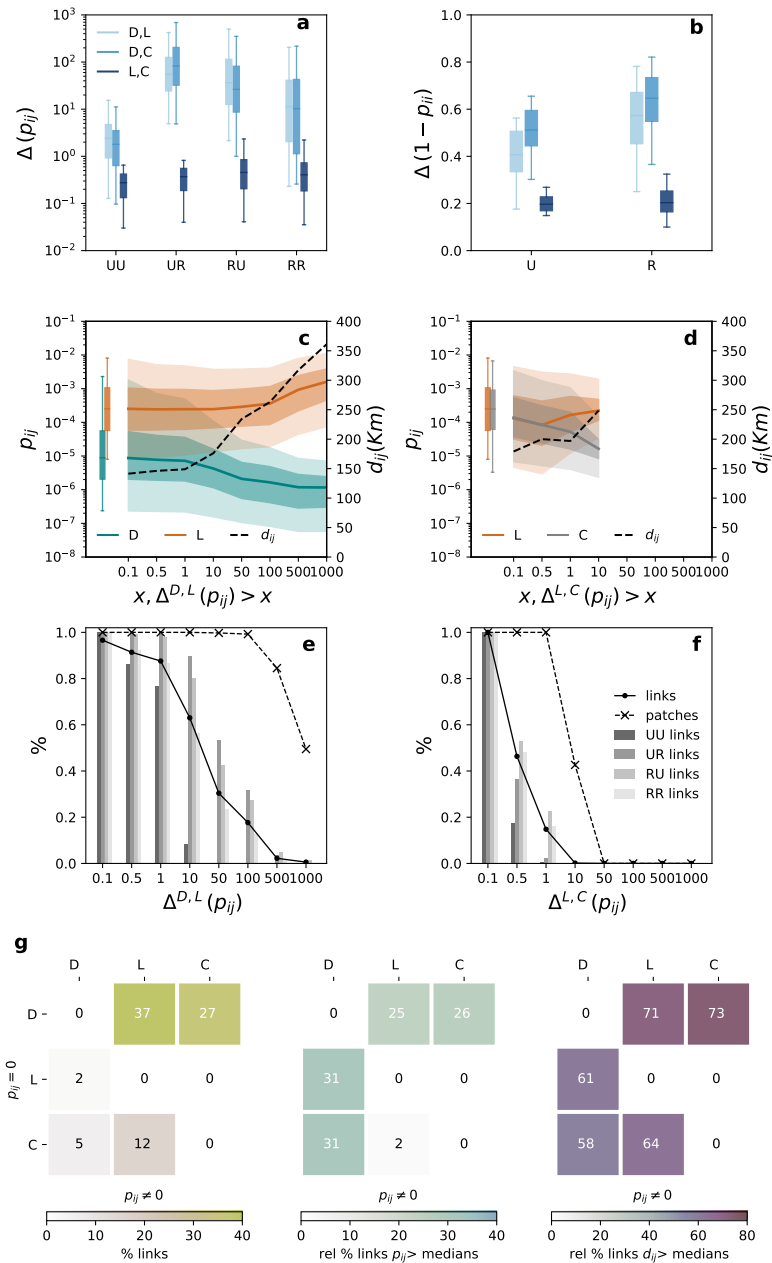 a
10³
10²
10¹
10⁰
10⁻¹
10⁻²
Δ (p_ij)
D,L
D,C
L,C
UU UR RU RR
b
1.0
0.8
0.6
0.4
0.2
0.0
Δ (1 − p_ii)
U R
c
10⁻¹
10⁻²
10⁻³
10⁻⁴
10⁻⁵
10⁻⁶
10⁻⁷
10⁻⁸
p_ij
400
350
300
250
200
150
100
50
0
d_ij(Km)
D L d_ij
0.1 0.5 1 10 50 100 500 1000
x, Δ^D,L (p_ij) > x
d
10⁻¹
10⁻²
10⁻³
10⁻⁴
10⁻⁵
10⁻⁶
10⁻⁷
10⁻⁸
p_ij
400
350
300
250
200
150
100
50
0
d_ij(Km)
L C d_ij
0.1 0.5 1 10 50 100 500 1000
x, Δ^L,C (p_ij) > x
e
1.0
0.8
0.6
0.4
0.2
0.0
%
0.1 0.5 1 10 50 100 500 1000
Δ^D,L (p_ij)
f
1.0
0.8
0.6
0.4
0.2
0.0
%
links
patches
UU links
UR links
RU links
RR links
0.1 0.5 1 10 50 100 500 1000
Δ^L,C (p_ij)
g
D L C
D 0 37 27
L 2 0 0
C 5 12 0
p_ij = 0
p_ij ≠ 0
0 10 20 30 40
% links
D L C
0 25 26
31 0 0
31 2 0
p_ij ≠ 0
0 10 20 30 40
rel % links p_ij> medians
D L C
0 71 73
61 0 0
58 64 0
p_ij ≠ 0
0 20 40 60 80
rel % links d_ij> medians